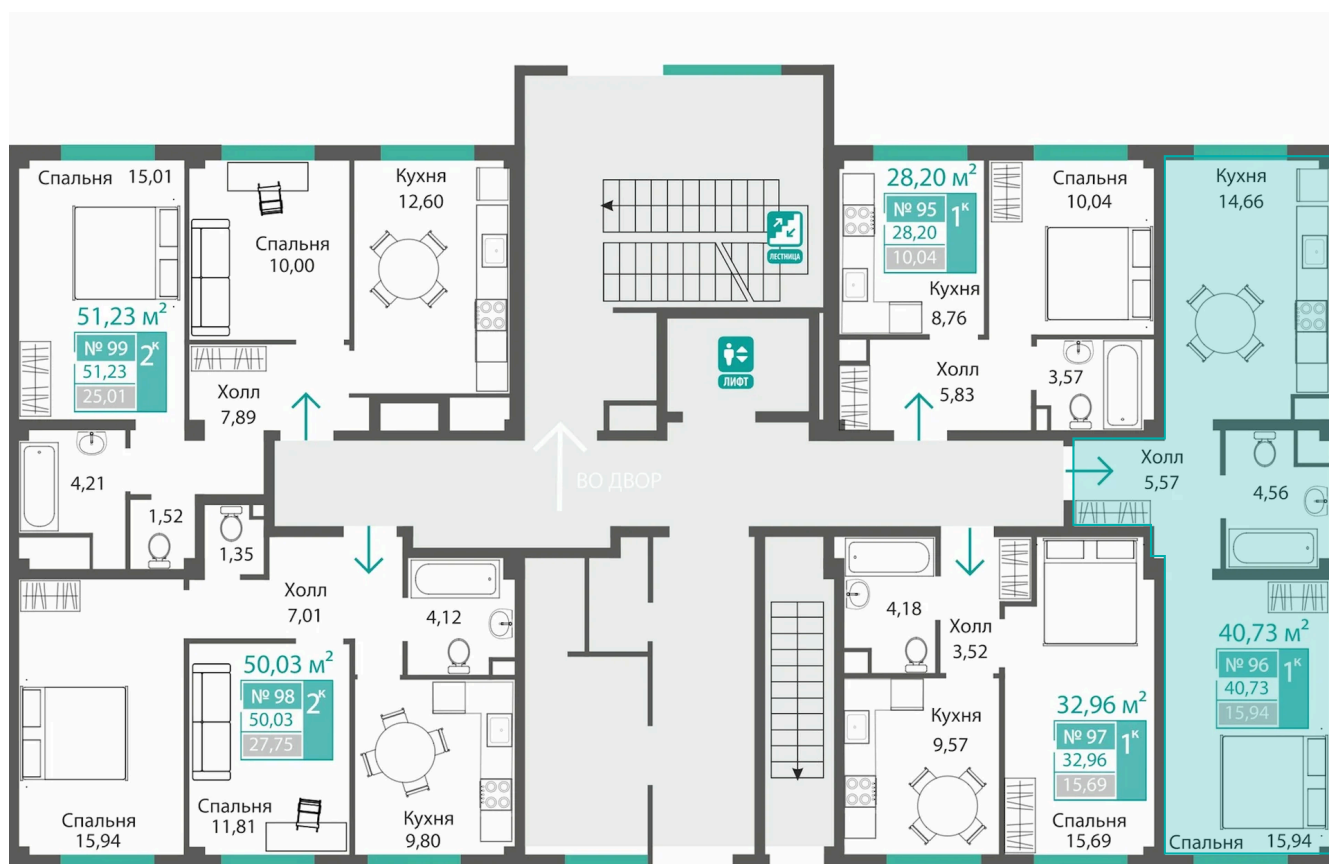 Спальня 15,01
51,23 м²
№ 99
2к
51,23
25,01
Спальня
10,00
Кухня
12,60
Холл
7,89
4,21
1,52
1,35
ЛЕСТНИЦА
ЛИФТ
ВО ДВОР
28,20 м²
№ 95
1к
28,20
10,04
Кухня
8,76
Спальня
10,04
Холл
5,83
3,57
Кухня
14,66
Холл
5,57
4,56
Холл
7,01
4,12
50,03 м²
№ 98
2к
50,03
27,75
Спальня
15,94
Спальня
11,81
Кухня
9,80
4,18
Холл
3,52
Кухня
9,57
32,96 м²
№ 97
1к
32,96
15,69
Спальня
15,69
40,73 м²
№ 96
1к
40,73
15,94
Спальня 15,94